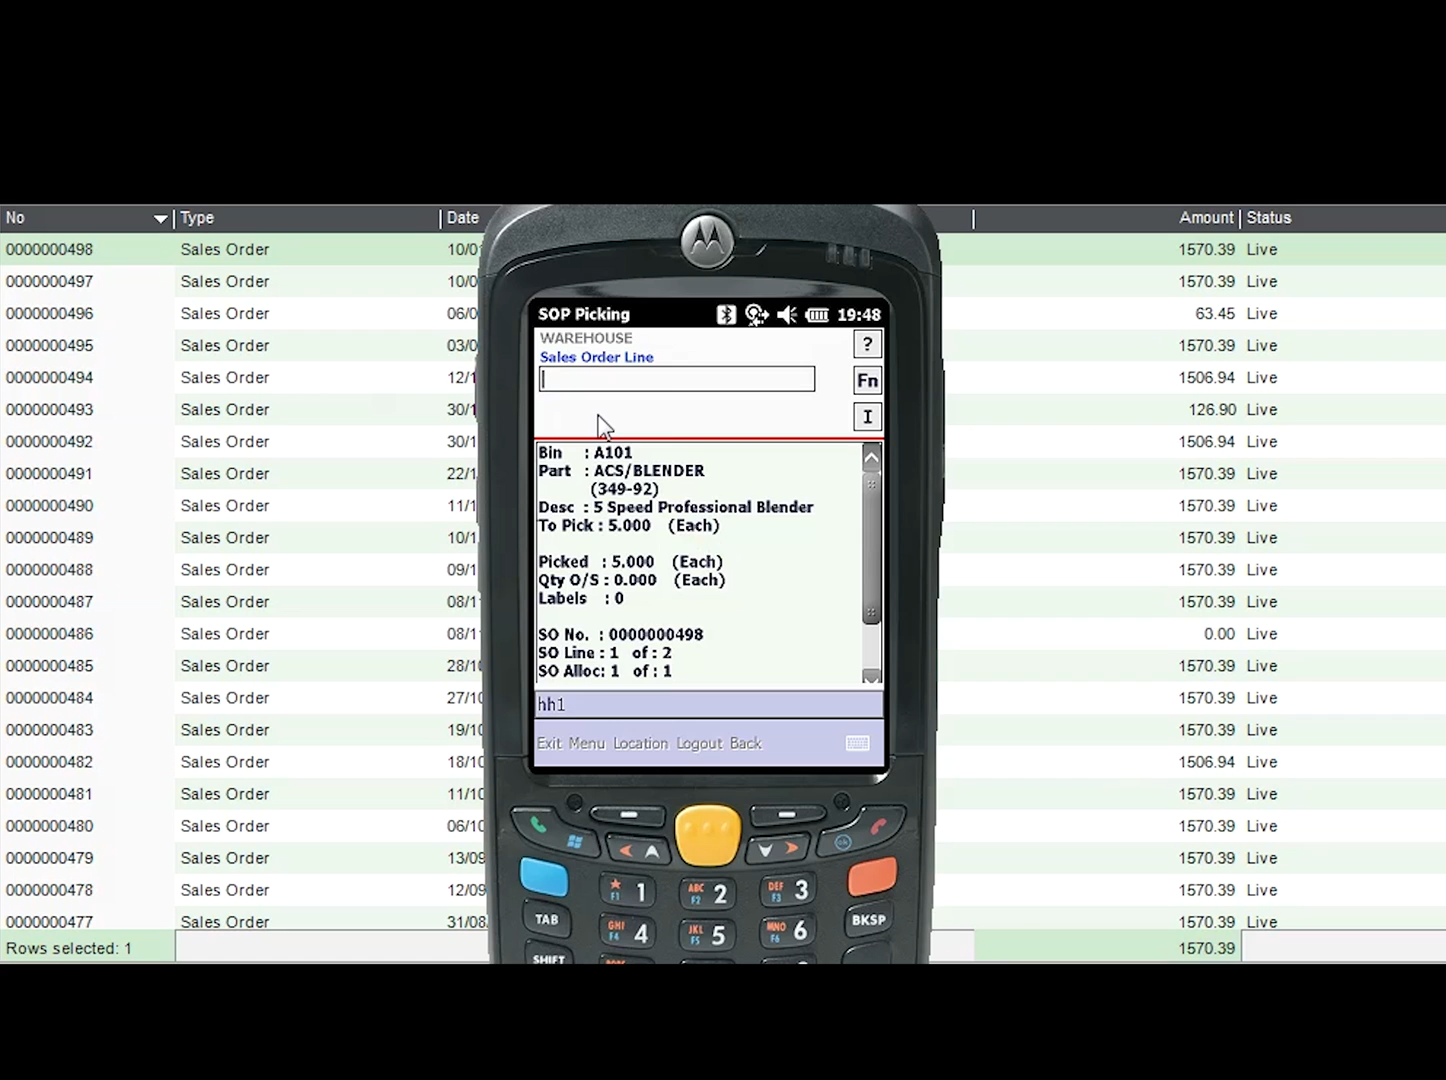 No Type Date Amount Status
0000000498 Sales Order 10/0 1570.39 Live
0000000497 Sales Order 10/0 1570.39 Live
0000000496 Sales Order 06/0 63.45 Live
0000000495 Sales Order 03/0 1570.39 Live
0000000494 Sales Order 12/1 1506.94 Live
0000000493 Sales Order 30/1 126.90 Live
0000000492 Sales Order 30/1 1506.94 Live
0000000491 Sales Order 22/1 1570.39 Live
0000000490 Sales Order 11/1 1570.39 Live
0000000489 Sales Order 10/1 1570.39 Live
0000000488 Sales Order 09/1 1570.39 Live
0000000487 Sales Order 08/1 1570.39 Live
0000000486 Sales Order 08/1 0.00 Live
0000000485 Sales Order 28/10 1570.39 Live
0000000484 Sales Order 27/10 1570.39 Live
0000000483 Sales Order 19/10 1570.39 Live
0000000482 Sales Order 18/10 1506.94 Live
0000000481 Sales Order 11/10 1570.39 Live
0000000480 Sales Order 06/10 1570.39 Live
0000000479 Sales Order 13/09 1570.39 Live
0000000478 Sales Order 12/09 1570.39 Live
0000000477 Sales Order 31/08 1570.39 Live
Rows selected: 1 1570.39
SOP Picking 19:48
WAREHOUSE ?
Sales Order Line
Fn
I
Bin : A101
Part : ACS/BLENDER
(349-92)
Desc : 5 Speed Professional Blender
To Pick : 5.000 (Each)
Picked : 5.000 (Each)
Qty O/S : 0.000 (Each)
Labels : 0
SO No. : 0000000498
SO Line : 1 of : 2
SO Alloc: 1 of : 1
hh1
Exit Menu Location Logout Back
ok
F1 1 ABC F2 2 DEF F3 3
TAB GHI F4 4 JKL F5 5 MNO F6 6 BKSP
SHIFT